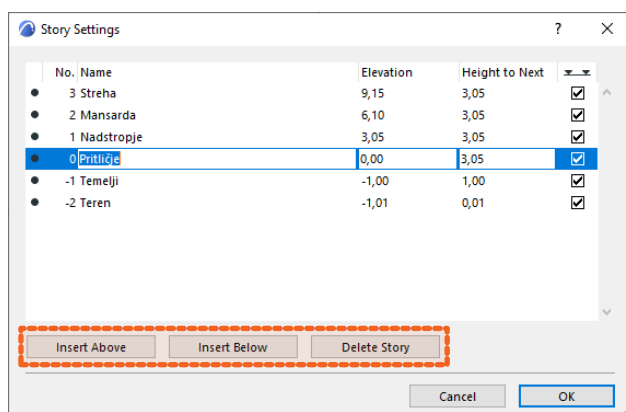 Story Settings ?
No. Name Elevation Height to Next
3 Streha 9,15 3,05
2 Mansarda 6,10 3,05
1 Nadstropje 3,05 3,05
0 Pritličje 0,00 3,05
-1 Temelji -1,00 1,00
-2 Teren -1,01 0,01
Insert Above Insert Below Delete Story
Cancel OK